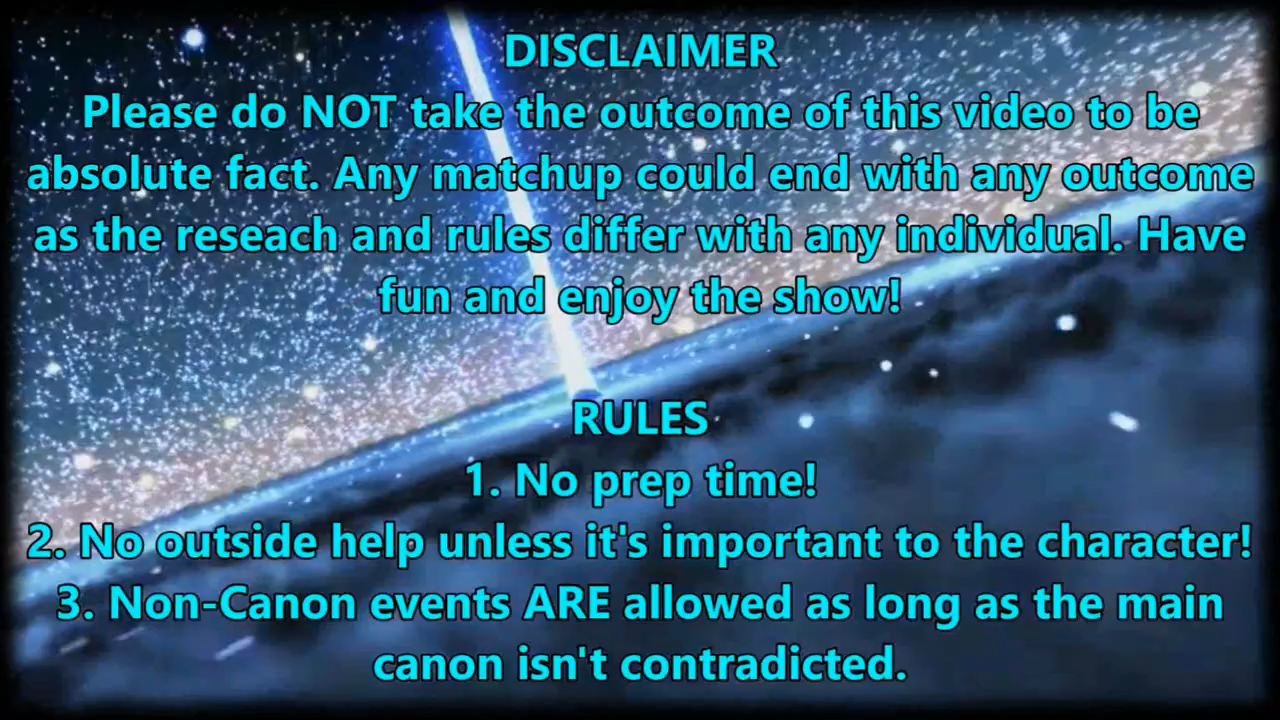 DISCLAIMER
Please do NOT take the outcome of this video to be
absolute fact. Any matchup could end with any outcome
as the reseach and rules differ with any individual. Have
fun and enjoy the show!
RULES
1. No prep time!
2. No outside help unless it's important to the character!
3. Non-Canon events ARE allowed as long as the main
canon isn't contradicted.